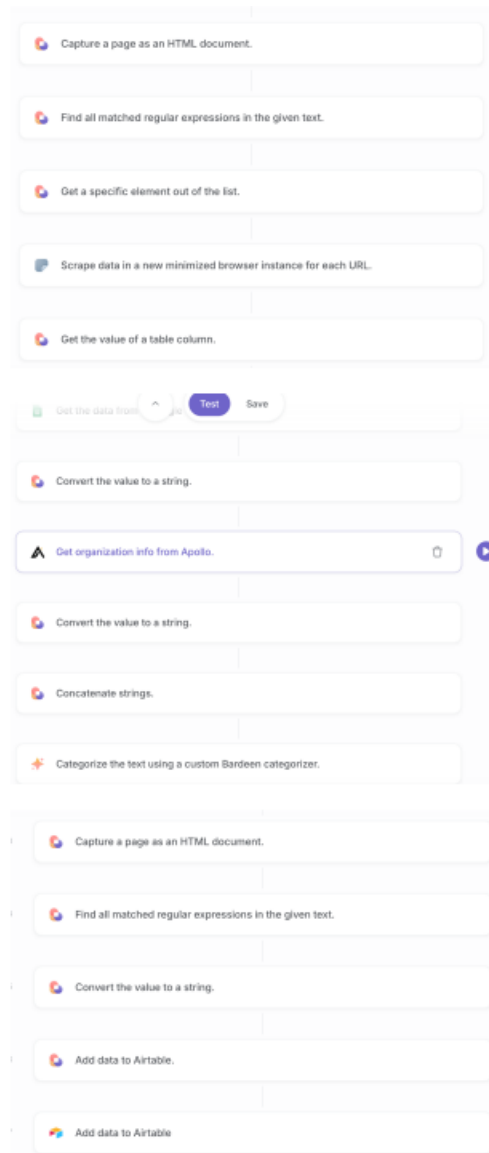 Capture a page as an HTML document.
Find all matched regular expressions in the given text.
Get a specific element out of the list.
Scrape data in a new minimized browser instance for each URL.
Get the value of a table column.
Get the data from
Test
Save
Convert the value to a string.
Get organization info from Apollo.
Convert the value to a string.
Concatenate strings.
Categorize the text using a custom Bardeen categorizer.
Capture a page as an HTML document.
Find all matched regular expressions in the given text.
Convert the value to a string.
Add data to Airtable.
Add data to Airtable